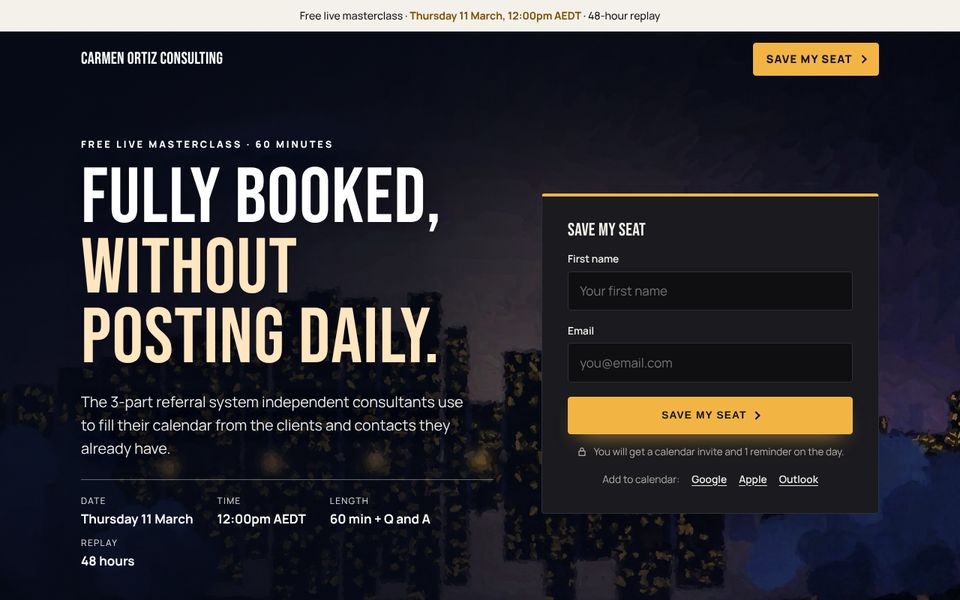 Free live masterclass · Thursday 11 March, 12:00pm AEDT · 48-hour replay
CARMEN ORTIZ CONSULTING
SAVE MY SEAT
FREE LIVE MASTERCLASS · 60 MINUTES
FULLY BOOKED,
WITHOUT
POSTING DAILY.
The 3-part referral system independent consultants use
to fill their calendar from the clients and contacts they
already have.
DATE
Thursday 11 March
TIME
12:00pm AEDT
LENGTH
60 min + Q and A
REPLAY
48 hours
SAVE MY SEAT
First name
Your first name
Email
you@email.com
SAVE MY SEAT
You will get a calendar invite and 1 reminder on the day.
Add to calendar: Google Apple Outlook